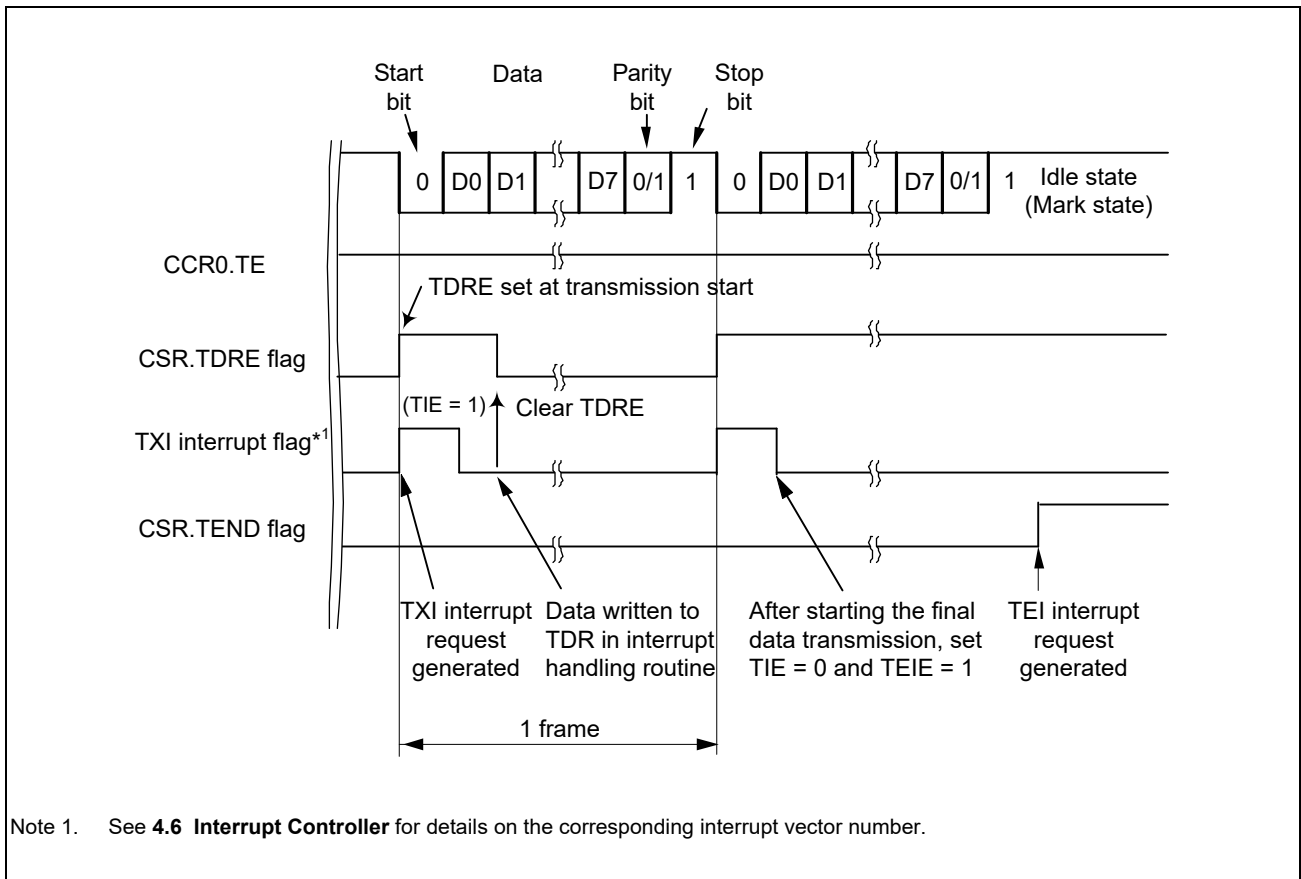 Start bit
Data
Parity bit
Stop bit
0 D0 D1 D7 0/1 1 0 D0 D1 D7 0/1 1 Idle state (Mark state)
CCR0.TE
TDRE set at transmission start
CSR.TDRE flag
(TIE = 1) Clear TDRE
TXI interrupt flag*1
CSR.TEND flag
TXI interrupt
request
generated
Data written to
TDR in interrupt
handling routine
After starting the final
data transmission, set
TIE = 0 and TEIE = 1
TEI interrupt
request
generated
1 frame
Note 1. See 4.6 Interrupt Controller for details on the corresponding interrupt vector number.